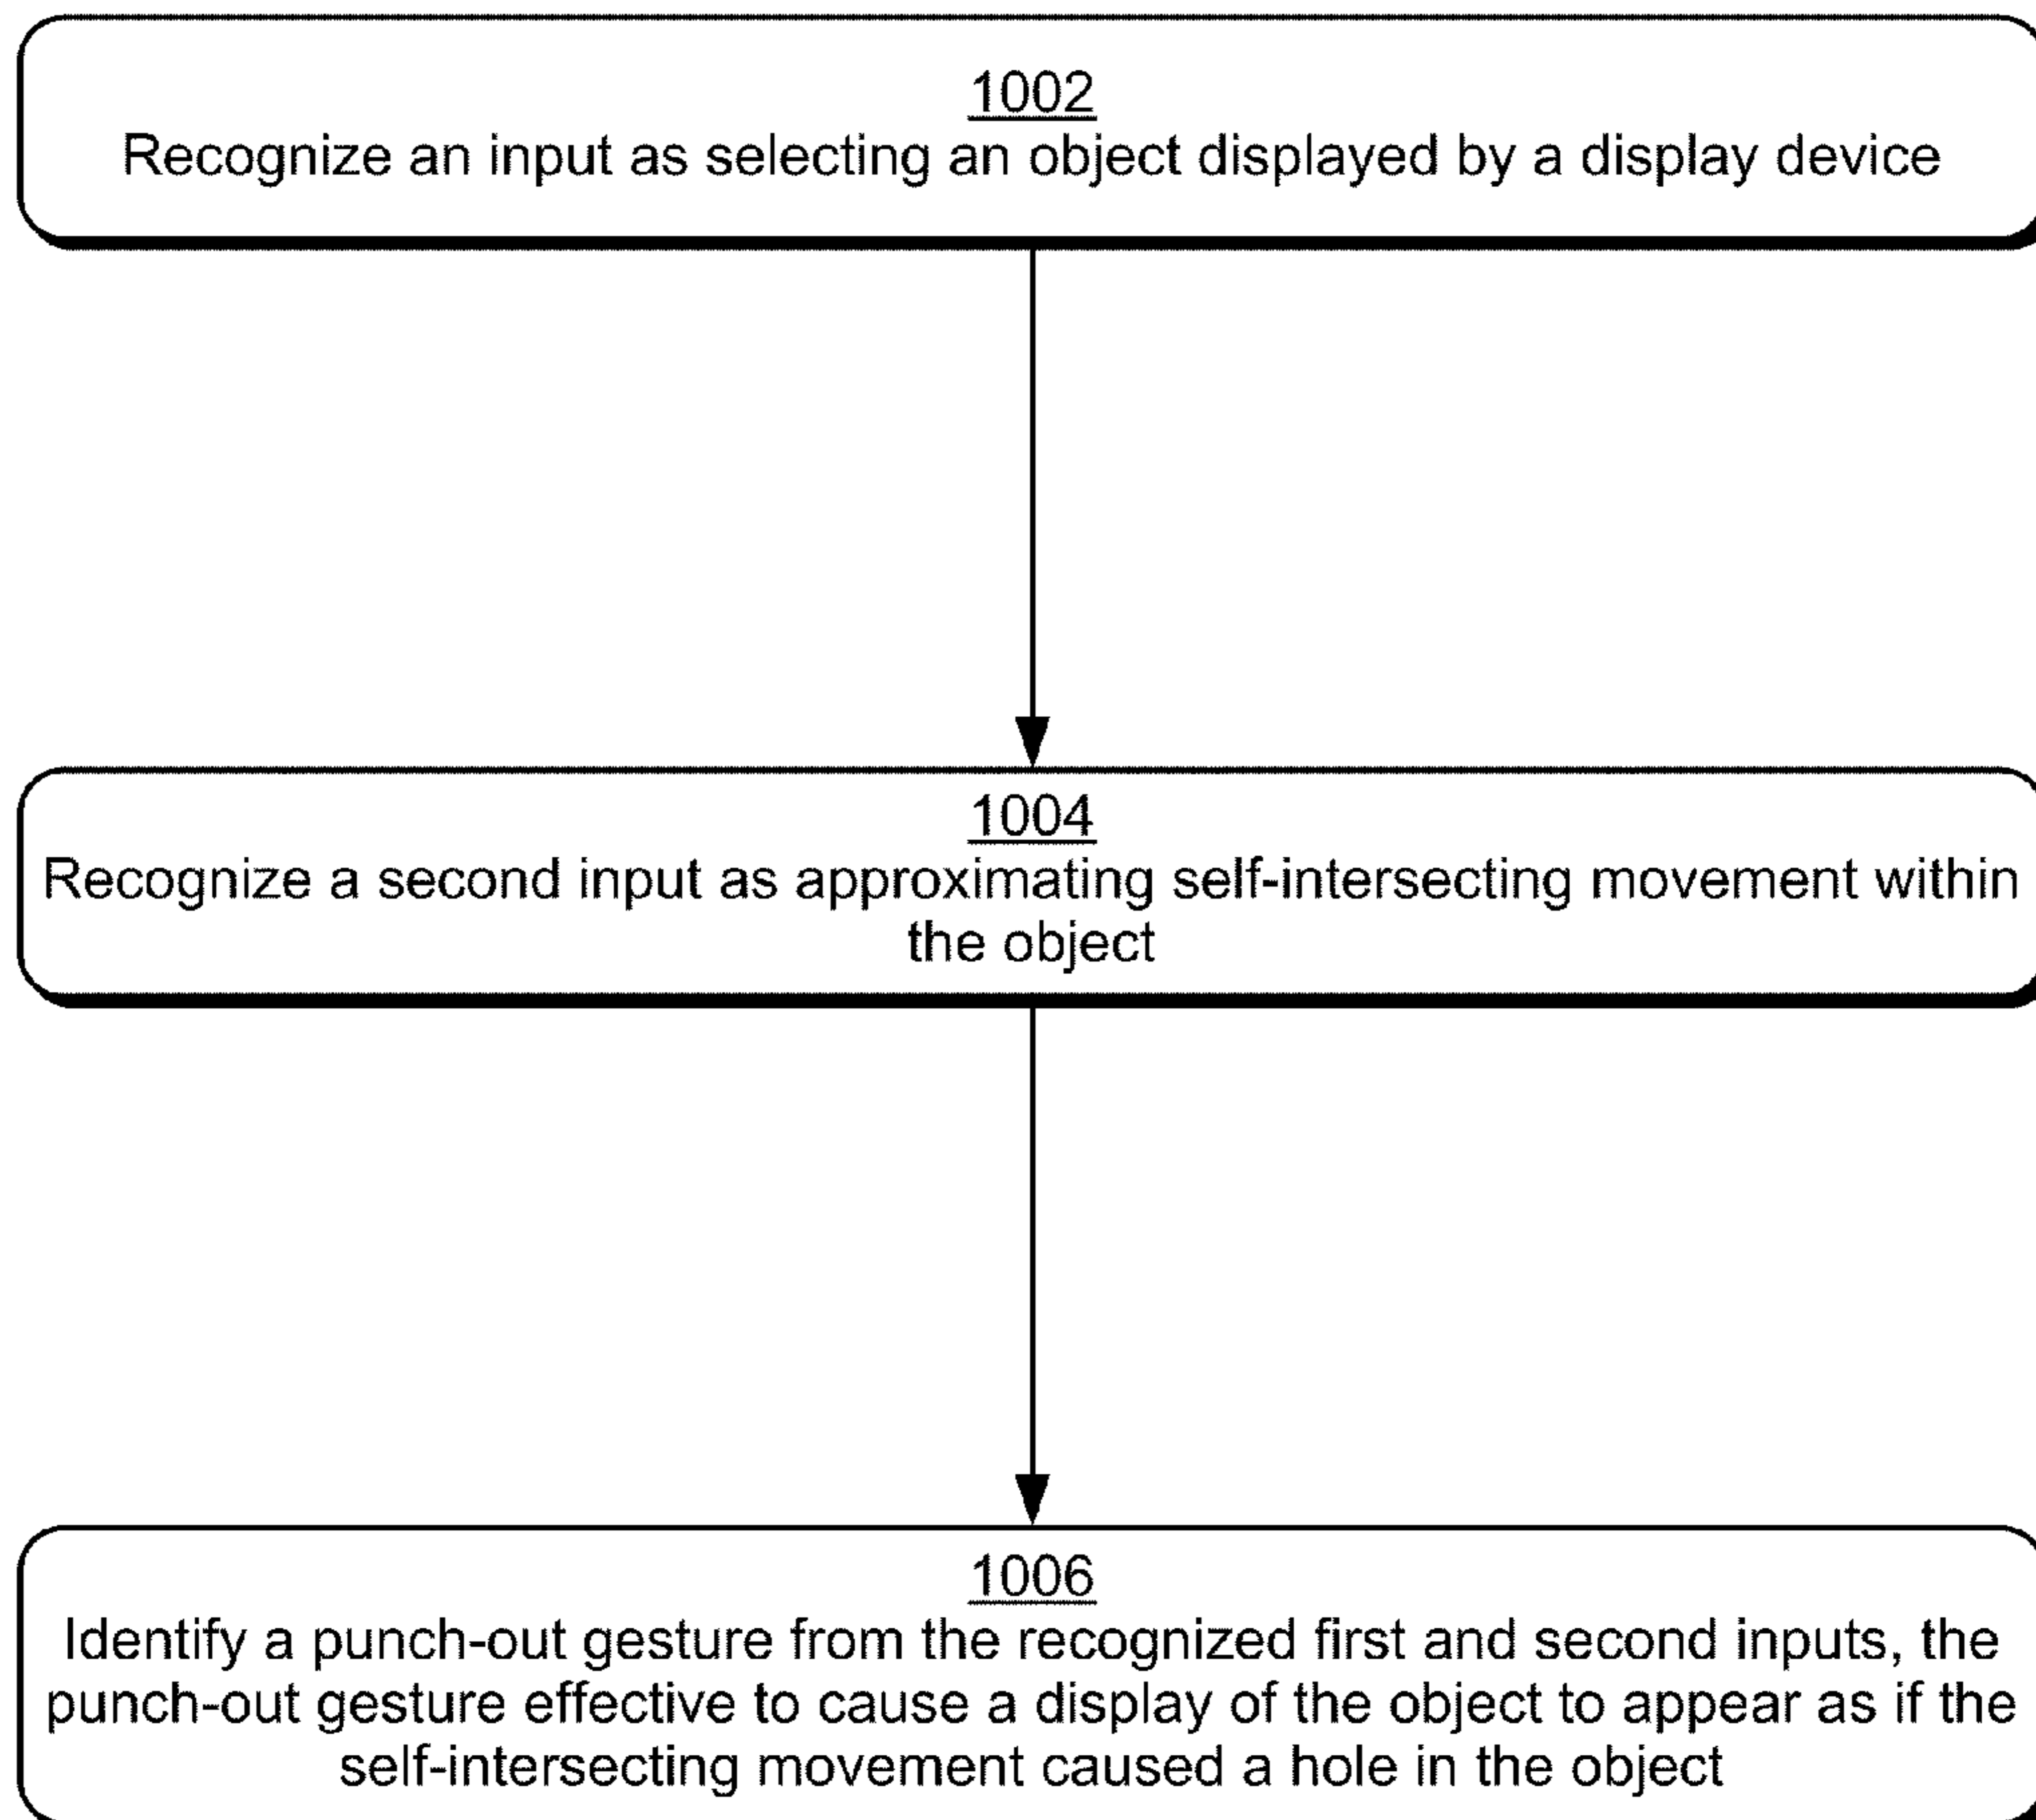 1002
Recognize an input as selecting an object displayed by a display device
1004
Recognize a second input as approximating self-intersecting movement within
the object
1006
Identify a punch-out gesture from the recognized first and second inputs, the
punch-out gesture effective to cause a display of the object to appear as if the
self-intersecting movement caused a hole in the object